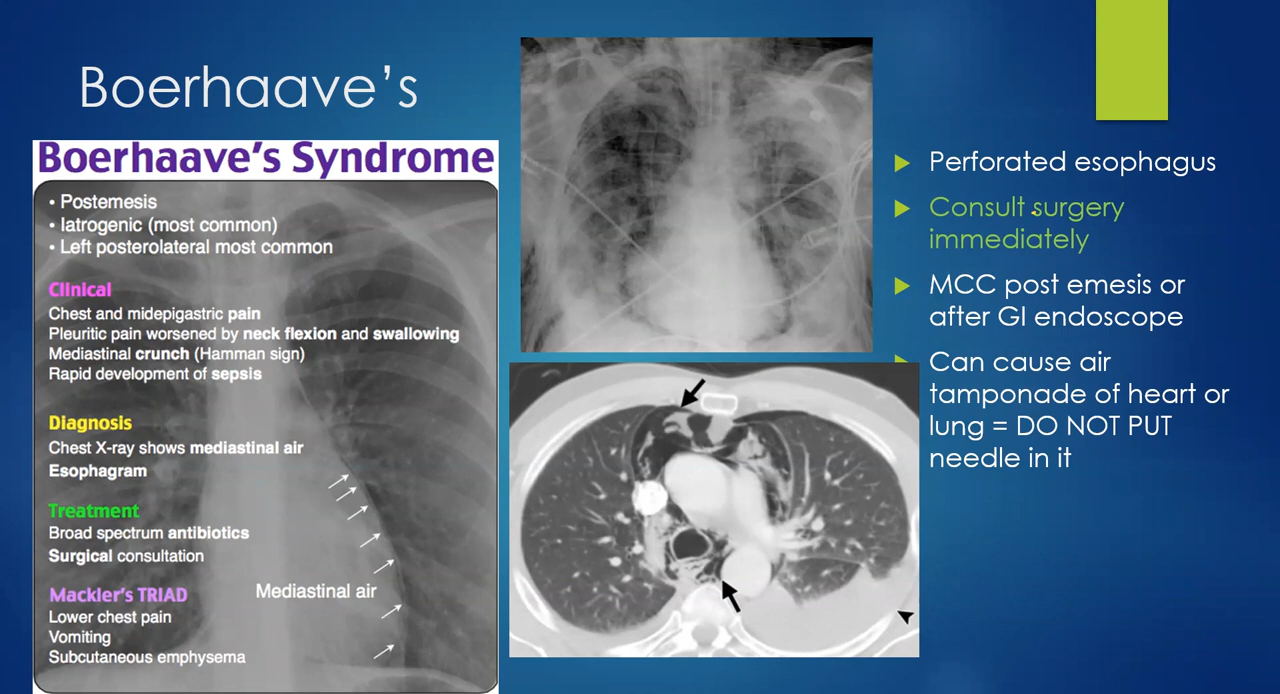 Boerhaave's
Boerhaave's Syndrome
• Postemesis
• Iatrogenic (most common)
• Left posterolateral most common
Clinical
Chest and midepigastric pain
Pleuritic pain worsened by neck flexion and swallowing
Mediastinal crunch (Hamman sign)
Rapid development of sepsis
Diagnosis
Chest X-ray shows mediastinal air
Esophagram
Treatment
Broad spectrum antibiotics
Surgical consultation
Mackler's TRIAD
Lower chest pain
Vomiting
Subcutaneous emphysema
Mediastinal air
Perforated esophagus
Consult surgery
immediately
MCC post emesis or
after GI endoscope
Can cause air
tamponade of heart or
lung = DO NOT PUT
needle in it